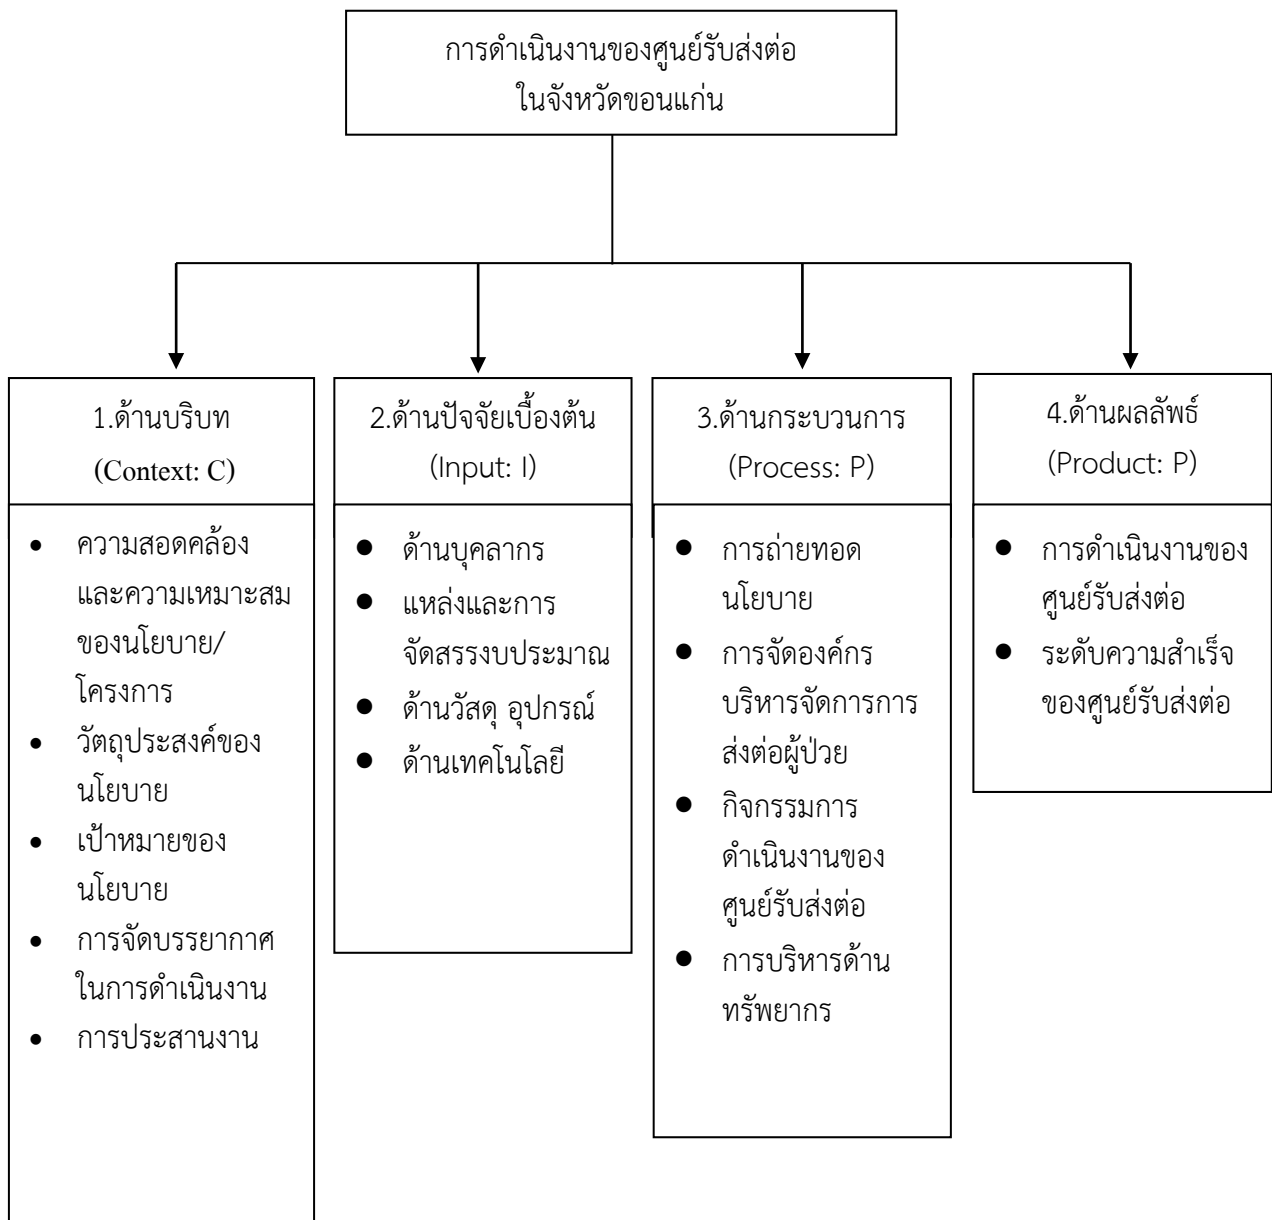 การดำเนินงานของศูนย์รับส่งต่อ
ในจังหวัดขอนแก่น
1.ด้านบริบท
(Context: C)
• ความสอดคล้อง
และความเหมาะสม
ของนโยบาย/
โครงการ
• วัตถุประสงค์ของ
นโยบาย
• เป้าหมายของ
นโยบาย
• การจัดบรรยากาศ
ในการดำเนินงาน
• การประสานงาน
2.ด้านปัจจัยเบื้องต้น
(Input: I)
● ด้านบุคลากร
● แหล่งและการ
จัดสรรงบประมาณ
● ด้านวัสดุ อุปกรณ์
● ด้านเทคโนโลยี
3.ด้านกระบวนการ
(Process: P)
● การถ่ายทอด
นโยบาย
● การจัดองค์กร
บริหารจัดการการ
ส่งต่อผู้ป่วย
● กิจกรรมการ
ดำเนินงานของ
ศูนย์รับส่งต่อ
● การบริหารด้าน
ทรัพยากร
4.ด้านผลลัพธ์
(Product: P)
● การดำเนินงานของ
ศูนย์รับส่งต่อ
● ระดับความสำเร็จ
ของศูนย์รับส่งต่อ